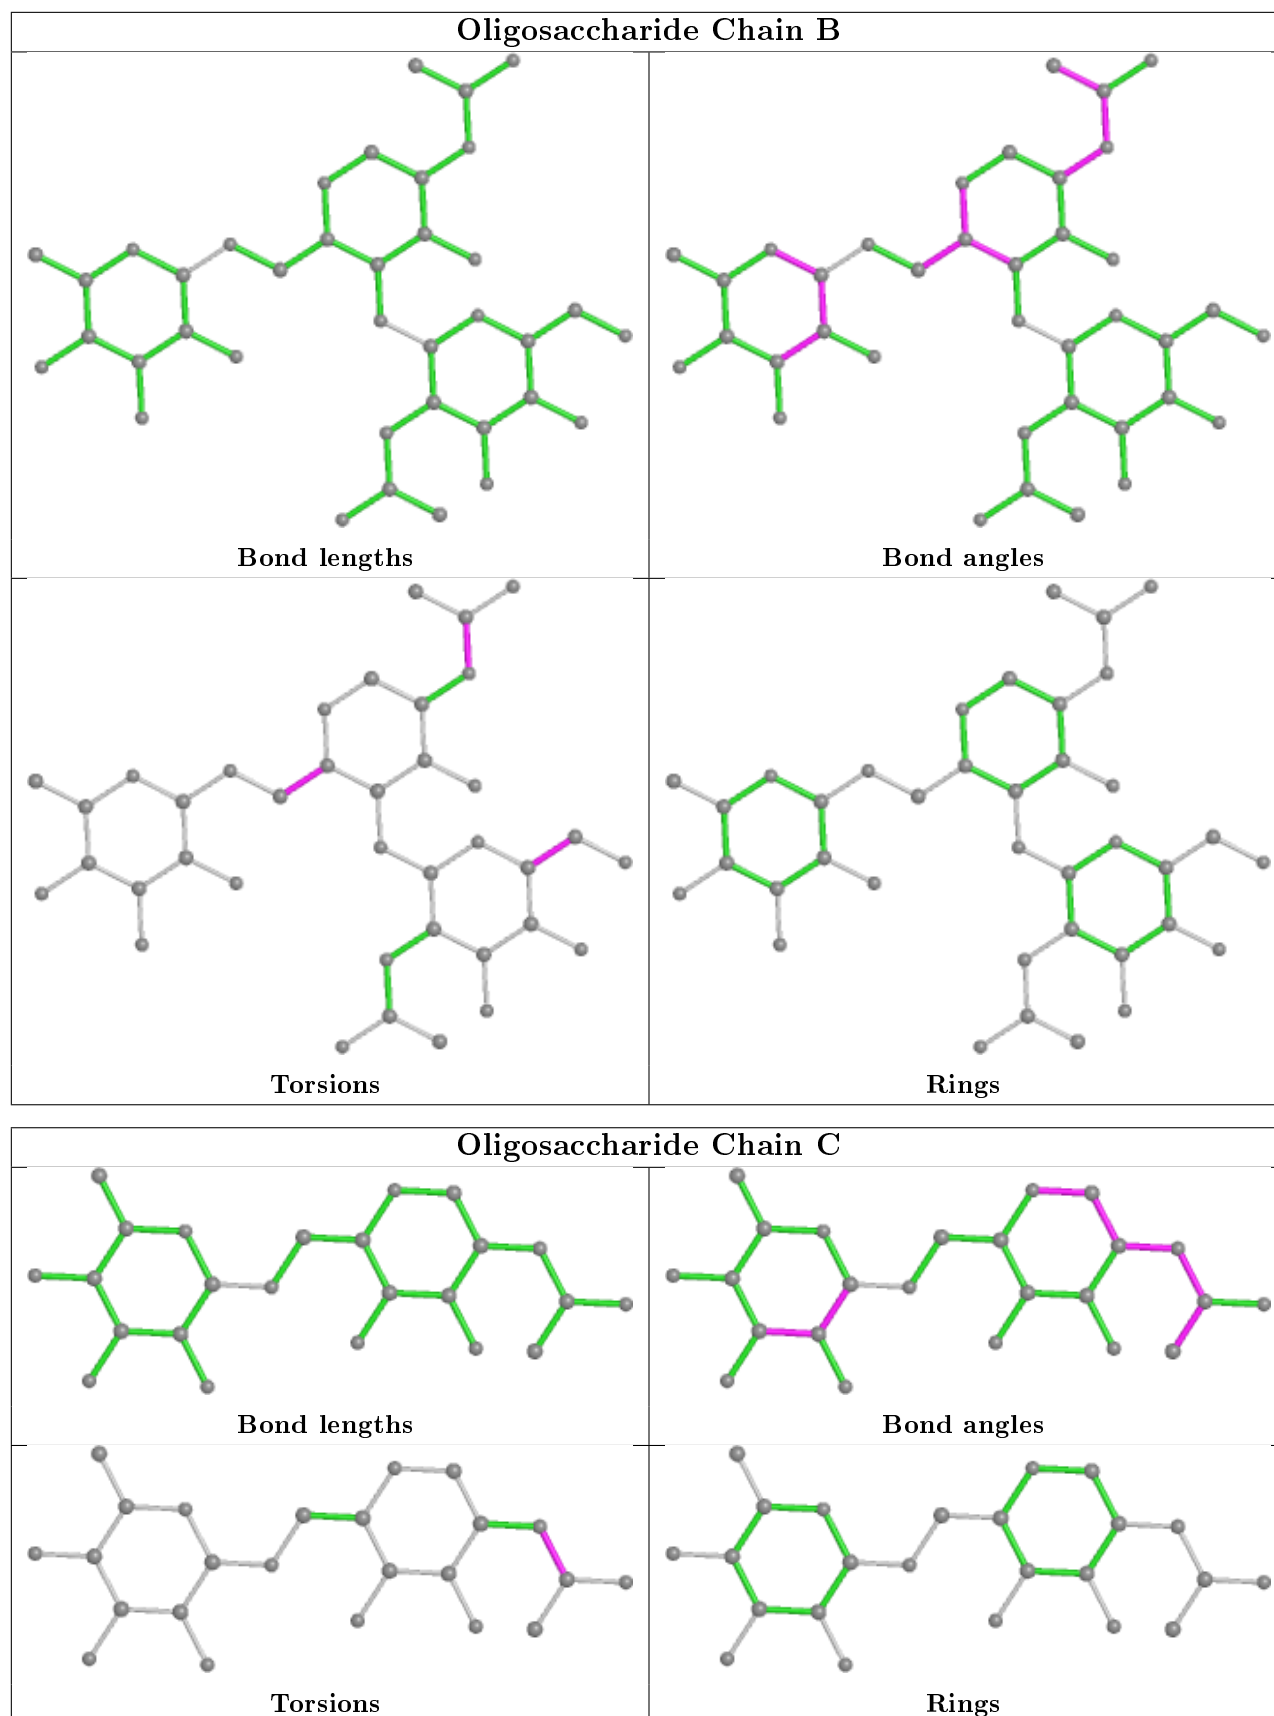 Oligosaccharide Chain B
Bond lengths
Bond angles
Torsions
Rings
Oligosaccharide Chain C
Bond lengths
Bond angles
Torsions
Rings